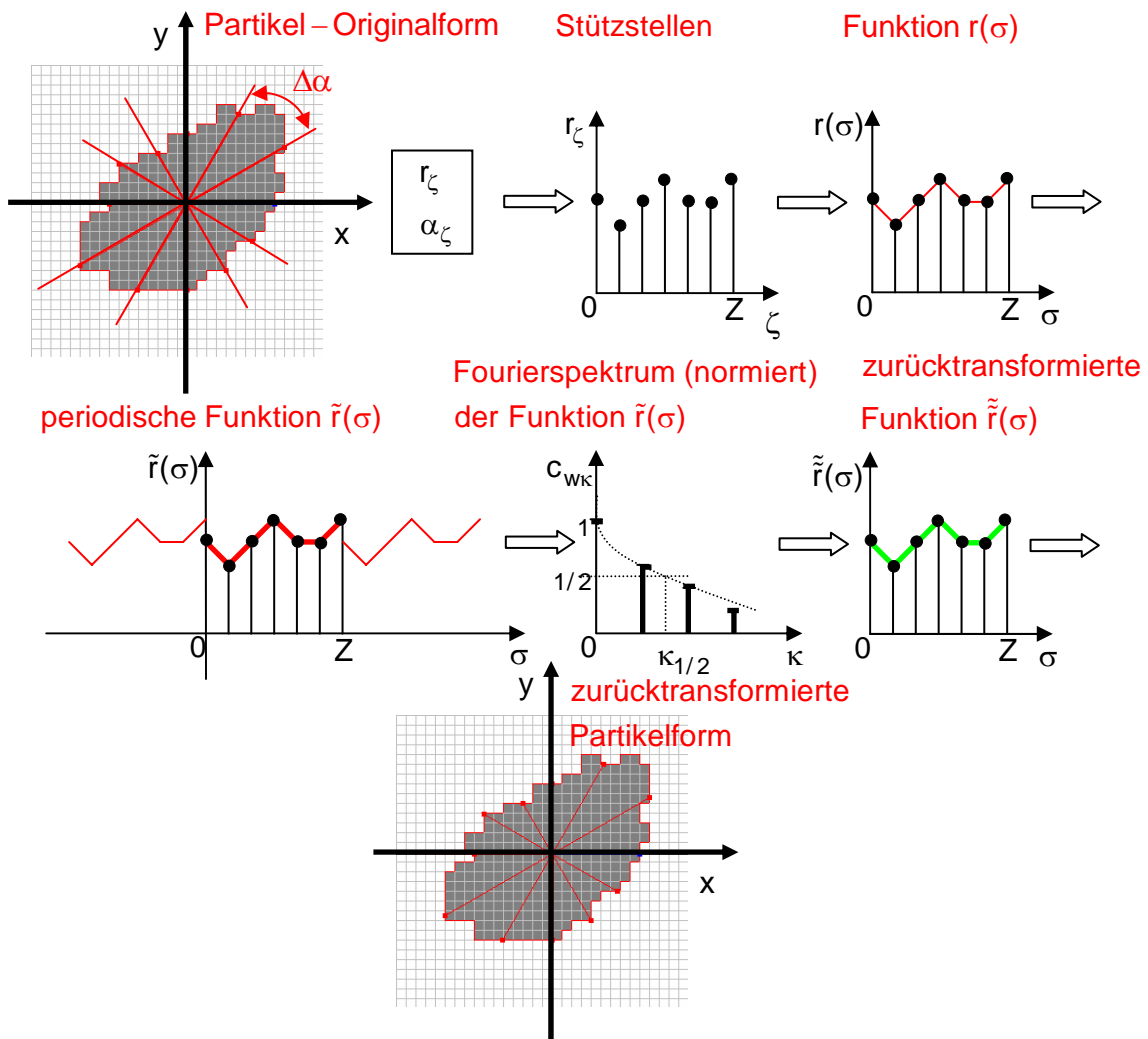 Partikel – Originalform
Stützstellen
Funktion r(σ)
y
Δα
x
r_ζ
α_ζ
r_ζ
0
Z
ζ
r(σ)
0
Z
σ
periodische Funktion r̃(σ)
Fourierspektrum (normiert)
der Funktion r̃(σ)
zurücktransformierte
Funktion r̃̃(σ)
r̃(σ)
0
Z
σ
c_wκ
1
1/2
0
κ_1/2
κ
r̃̃(σ)
0
Z
σ
zurücktransformierte
Partikelform
y
x